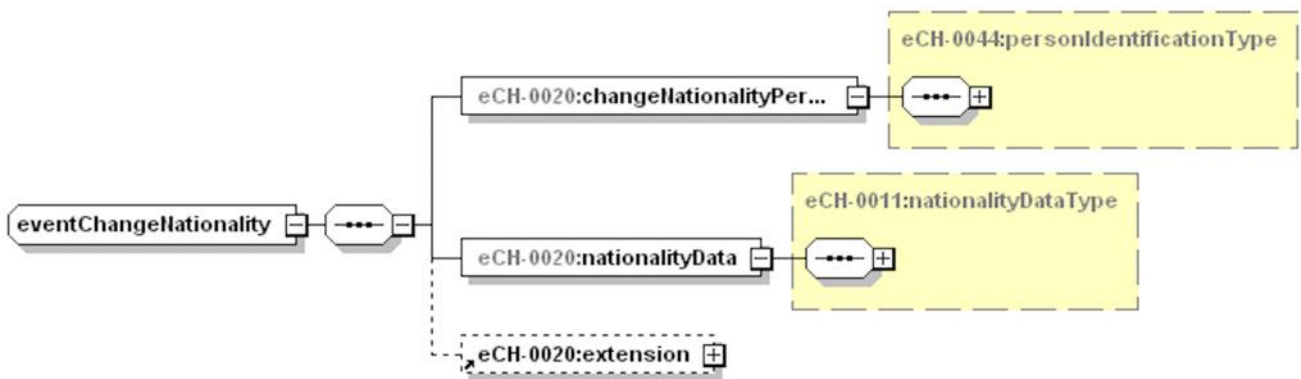 eCH-0044:personIdentificationType
eCH-0020:changeNationalityPer...
eCH-0011:nationalityDataType
eventChangeNationality
eCH-0020:nationalityData
eCH-0020:extension